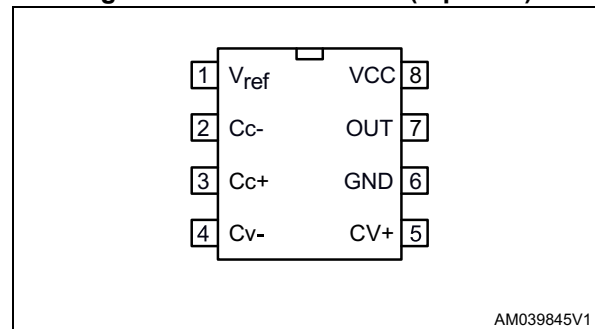 1 Vref VCC 8
2 Cc- OUT 7
3 Cc+ GND 6
4 Cv- CV+ 5
AM039845V1